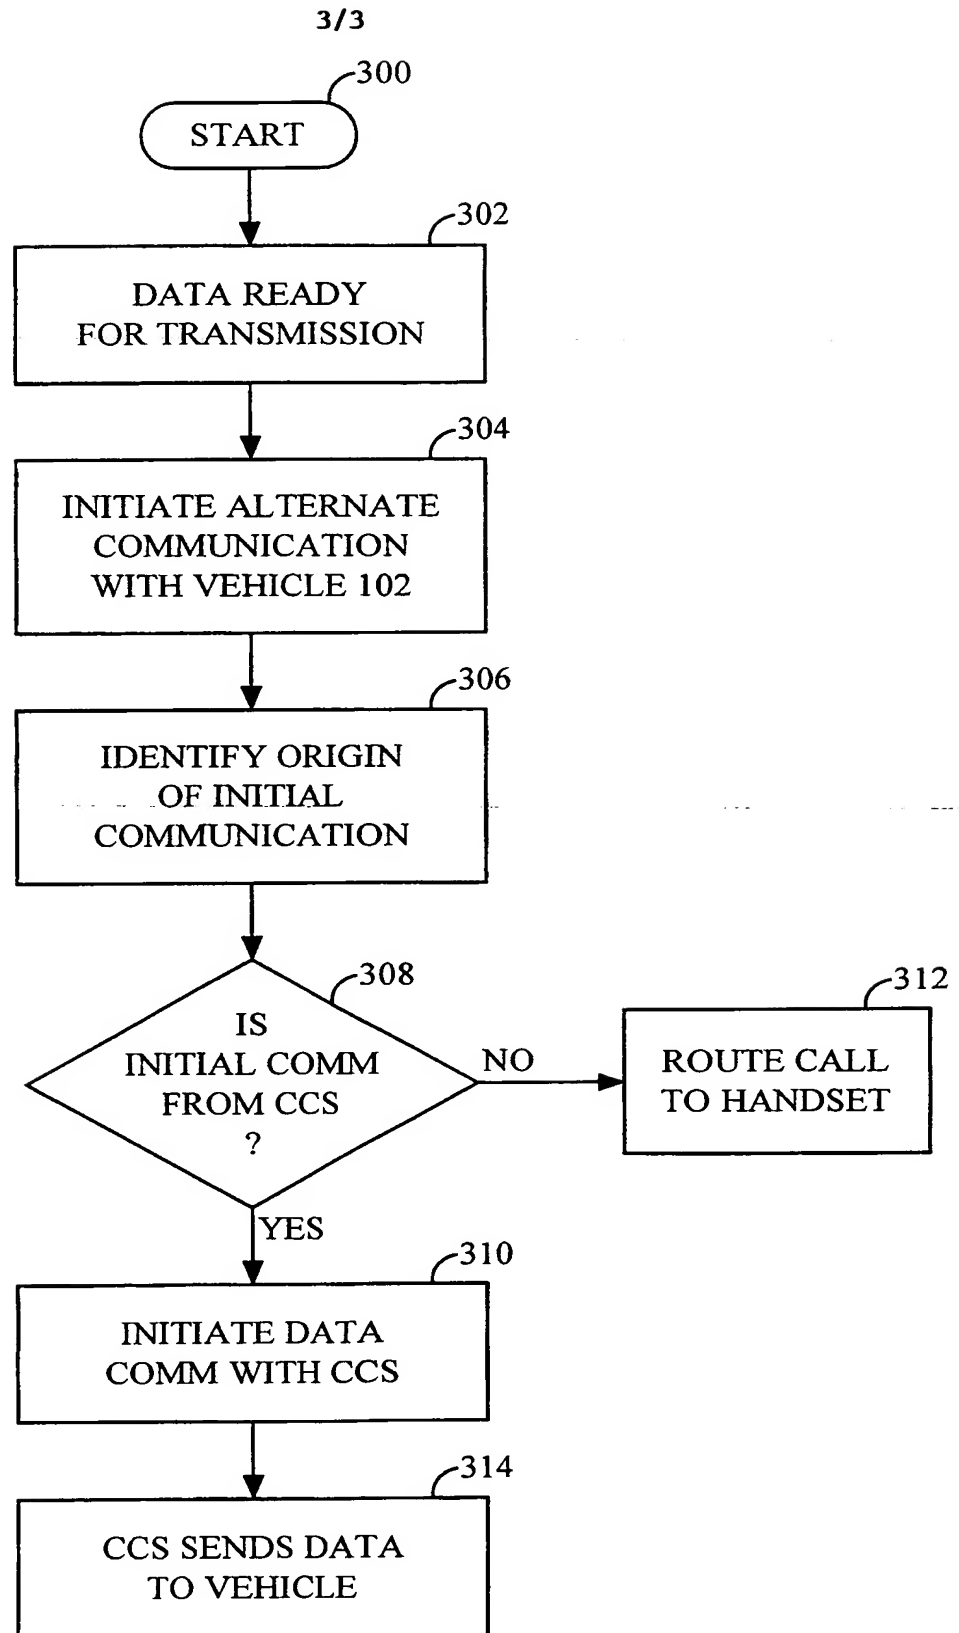 3/3
300
START
302
DATA READY
FOR TRANSMISSION
304
INITIATE ALTERNATE
COMMUNICATION
WITH VEHICLE 102
306
IDENTIFY ORIGIN
OF INITIAL
COMMUNICATION
308
IS
INITIAL COMM
FROM CCS
?
NO
312
ROUTE CALL
TO HANDSET
YES
310
INITIATE DATA
COMM WITH CCS
314
CCS SENDS DATA
TO VEHICLE